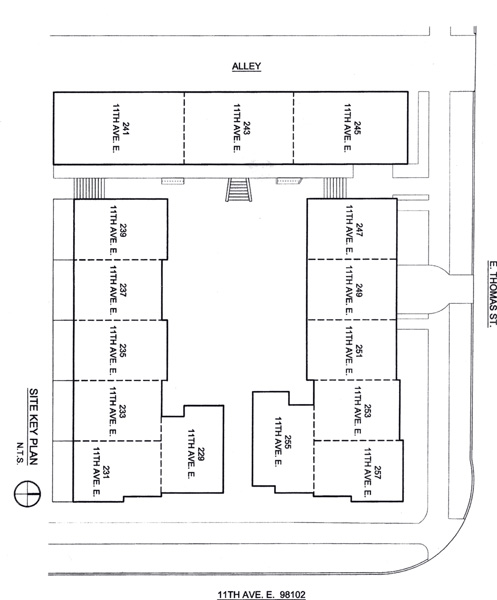 ALLEY
241
11TH AVE. E.
243
11TH AVE. E.
245
11TH AVE. E.
239
11TH AVE. E.
247
11TH AVE. E.
237
11TH AVE. E.
249
11TH AVE. E.
E. THOMAS ST.
235
11TH AVE. E.
251
11TH AVE. E.
233
11TH AVE. E.
253
11TH AVE. E.
231
11TH AVE. E.
229
11TH AVE. E.
255
11TH AVE. E.
257
11TH AVE. E.
SITE KEY PLAN
N.T.S.
11TH AVE. E. 98102